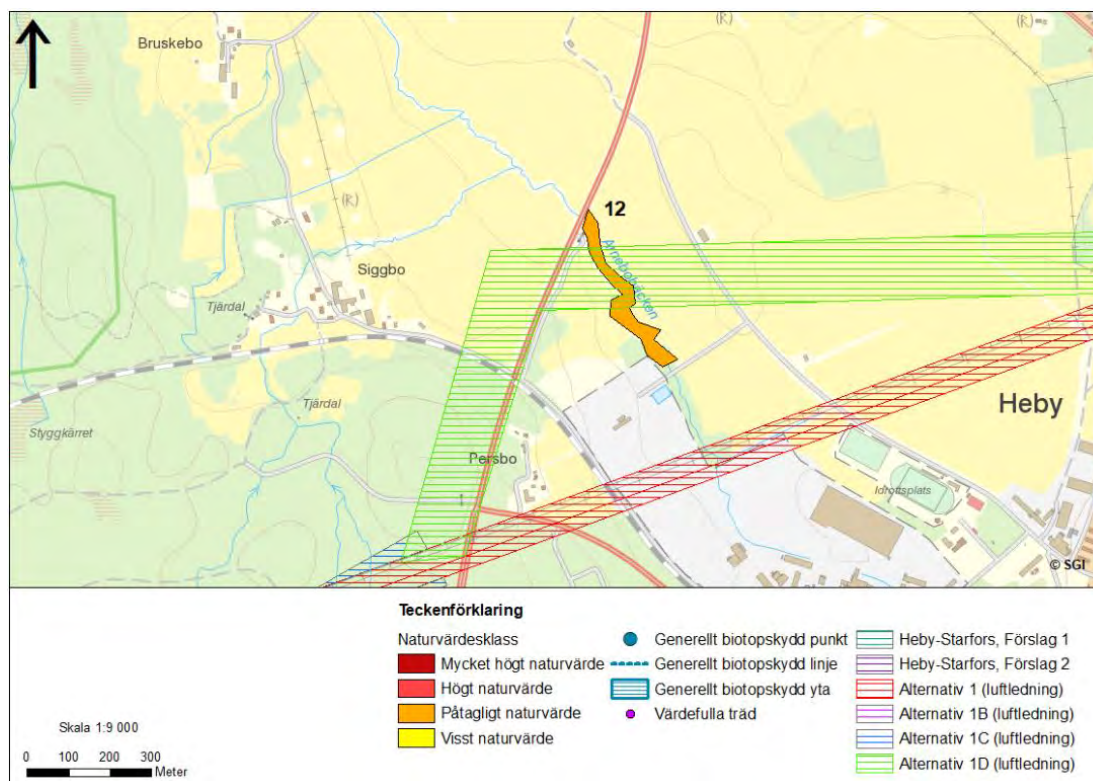 (R)
(R)
Bruskebo
12
(R)
Siggbo
Arnebobäcken
Tjärdal
Tjärdal
Heby
Styggkärret
Persbo
Idrottsplats
© SGI
Teckenförklaring
Naturvärdesklass
Mycket högt naturvärde
Högt naturvärde
Påtagligt naturvärde
Visst naturvärde
Generellt biotopskydd punkt
Generellt biotopskydd linje
Generellt biotopskydd yta
Värdefulla träd
Heby-Starfors, Förslag 1
Heby-Starfors, Förslag 2
Alternativ 1 (luftledning)
Alternativ 1B (luftledning)
Alternativ 1C (luftledning)
Alternativ 1D (luftledning)
Skala 1:9 000
0 100 200 300
Meter